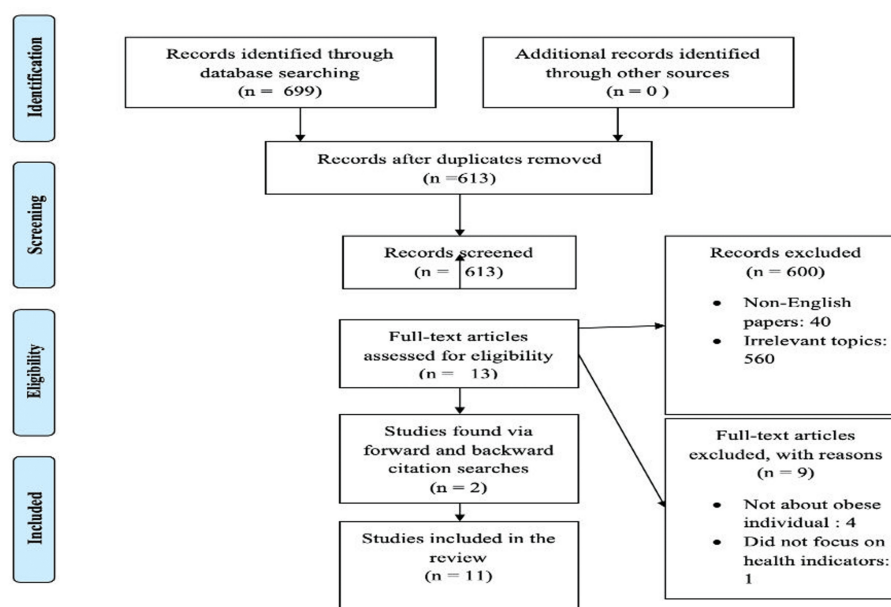 Identification
Records identified through
database searching
(n = 699)
Additional records identified
through other sources
(n = 0 )
Records after duplicates removed
(n =613)
Screening
Records screened
(n = 613)
Records excluded
(n = 600)
• Non-English
papers: 40
• Irrelevant topics:
560
Eligibility
Full-text articles
assessed for eligibility
(n = 13)
Studies found via
forward and backward
citation searches
(n = 2)
Full-text articles
excluded, with reasons
(n = 9)
• Not about obese
individual : 4
• Did not focus on
health indicators:
1
Included
Studies included in the
review
(n = 11)